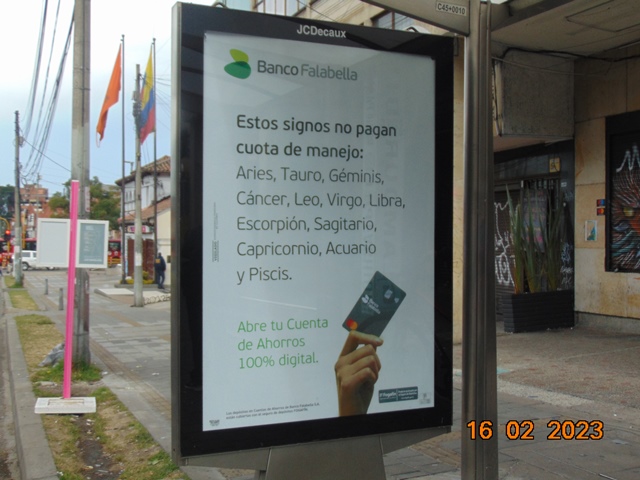 C45+0010
JCDecaux
Banco Falabella
Estos signos no pagan
cuota de manejo:
Aries, Tauro, Géminis,
Cáncer, Leo, Virgo, Libra,
Escorpión, Sagitario,
Capricornio, Acuario
y Piscis.
Abre tu Cuenta
de Ahorros
100% digital.
16 02 2023